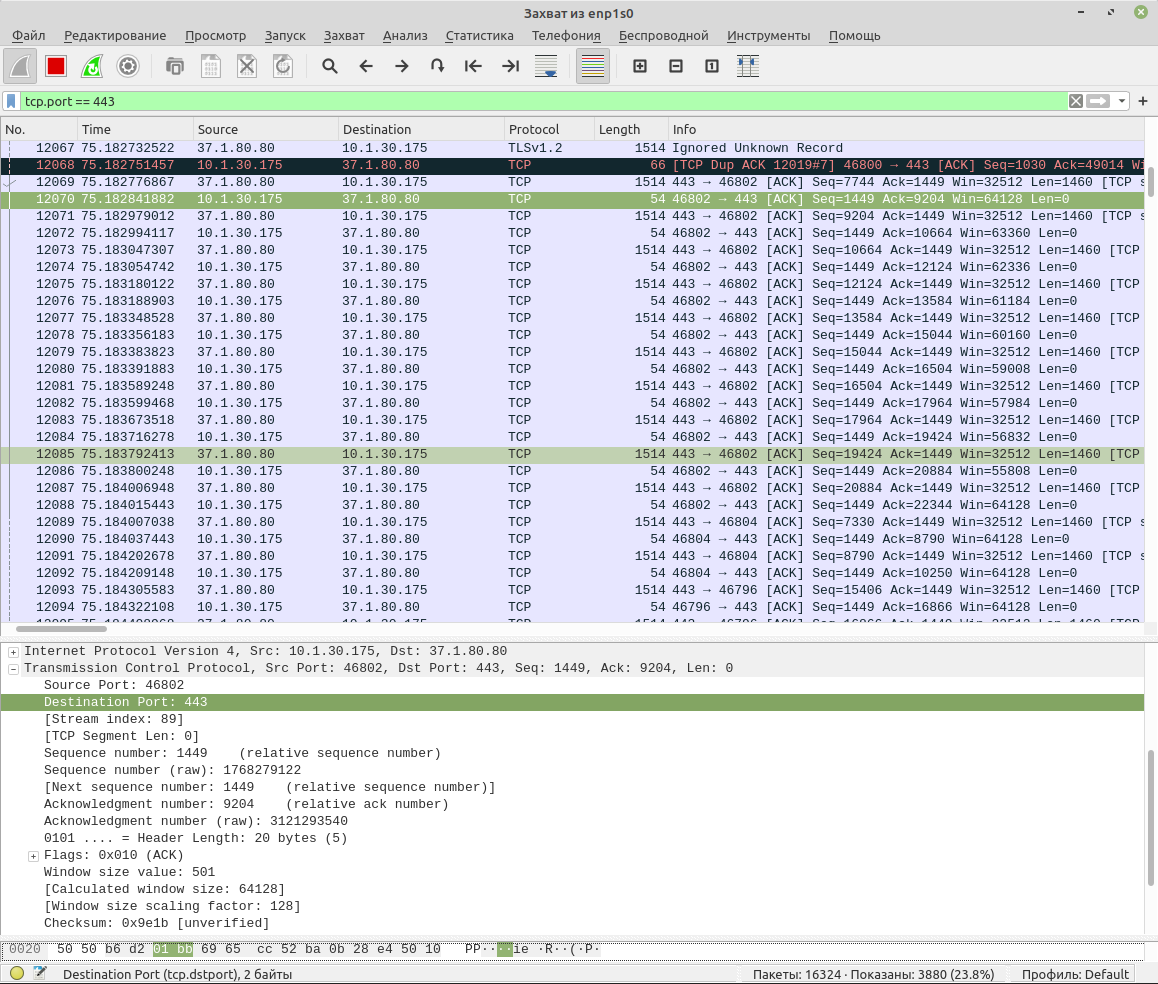 Захват из enp1s0
Файл Редактирование Просмотр Запуск Захват Анализ Статистика Телефония Беспроводной Инструменты Помощь
tcp.port == 443
No. Time Source Destination Protocol Length Info
12067 75.182732522 37.1.80.80 10.1.30.175 TLSv1.2 1514 Ignored Unknown Record
12068 75.182751457 10.1.30.175 37.1.80.80 TCP 66 [TCP Dup ACK 12019#7] 46800 → 443 [ACK] Seq=1030 Ack=49014 Wi
12069 75.182776867 37.1.80.80 10.1.30.175 TCP 1514 443 → 46802 [ACK] Seq=7744 Ack=1449 Win=32512 Len=1460 [TCP s
12070 75.182841882 10.1.30.175 37.1.80.80 TCP 54 46802 → 443 [ACK] Seq=1449 Ack=9204 Win=64128 Len=0
12071 75.182979012 37.1.80.80 10.1.30.175 TCP 1514 443 → 46802 [ACK] Seq=9204 Ack=1449 Win=32512 Len=1460 [TCP s
12072 75.182994117 10.1.30.175 37.1.80.80 TCP 54 46802 → 443 [ACK] Seq=1449 Ack=10664 Win=63360 Len=0
12073 75.183047307 37.1.80.80 10.1.30.175 TCP 1514 443 → 46802 [ACK] Seq=10664 Ack=1449 Win=32512 Len=1460 [TCP
12074 75.183054742 10.1.30.175 37.1.80.80 TCP 54 46802 → 443 [ACK] Seq=1449 Ack=12124 Win=62336 Len=0
12075 75.183180122 37.1.80.80 10.1.30.175 TCP 1514 443 → 46802 [ACK] Seq=12124 Ack=1449 Win=32512 Len=1460 [TCP
12076 75.183188903 10.1.30.175 37.1.80.80 TCP 54 46802 → 443 [ACK] Seq=1449 Ack=13584 Win=61184 Len=0
12077 75.183348528 37.1.80.80 10.1.30.175 TCP 1514 443 → 46802 [ACK] Seq=13584 Ack=1449 Win=32512 Len=1460 [TCP
12078 75.183356183 10.1.30.175 37.1.80.80 TCP 54 46802 → 443 [ACK] Seq=1449 Ack=15044 Win=60160 Len=0
12079 75.183383823 37.1.80.80 10.1.30.175 TCP 1514 443 → 46802 [ACK] Seq=15044 Ack=1449 Win=32512 Len=1460 [TCP
12080 75.183391883 10.1.30.175 37.1.80.80 TCP 54 46802 → 443 [ACK] Seq=1449 Ack=16504 Win=59008 Len=0
12081 75.183589248 37.1.80.80 10.1.30.175 TCP 1514 443 → 46802 [ACK] Seq=16504 Ack=1449 Win=32512 Len=1460 [TCP
12082 75.183599468 10.1.30.175 37.1.80.80 TCP 54 46802 → 443 [ACK] Seq=1449 Ack=17964 Win=57984 Len=0
12083 75.183673518 37.1.80.80 10.1.30.175 TCP 1514 443 → 46802 [ACK] Seq=17964 Ack=1449 Win=32512 Len=1460 [TCP
12084 75.183716278 10.1.30.175 37.1.80.80 TCP 54 46802 → 443 [ACK] Seq=1449 Ack=19424 Win=56832 Len=0
12085 75.183792413 37.1.80.80 10.1.30.175 TCP 1514 443 → 46802 [ACK] Seq=19424 Ack=1449 Win=32512 Len=1460 [TCP
12086 75.183800248 10.1.30.175 37.1.80.80 TCP 54 46802 → 443 [ACK] Seq=1449 Ack=20884 Win=55808 Len=0
12087 75.184006948 37.1.80.80 10.1.30.175 TCP 1514 443 → 46802 [ACK] Seq=20884 Ack=1449 Win=32512 Len=1460 [TCP
12088 75.184015443 10.1.30.175 37.1.80.80 TCP 54 46802 → 443 [ACK] Seq=1449 Ack=22344 Win=64128 Len=0
12089 75.184007038 37.1.80.80 10.1.30.175 TCP 1514 443 → 46804 [ACK] Seq=7330 Ack=1449 Win=32512 Len=1460 [TCP s
12090 75.184037443 10.1.30.175 37.1.80.80 TCP 54 46804 → 443 [ACK] Seq=1449 Ack=8790 Win=64128 Len=0
12091 75.184202678 37.1.80.80 10.1.30.175 TCP 1514 443 → 46804 [ACK] Seq=8790 Ack=1449 Win=32512 Len=1460 [TCP s
12092 75.184209148 10.1.30.175 37.1.80.80 TCP 54 46804 → 443 [ACK] Seq=1449 Ack=10250 Win=64128 Len=0
12093 75.184305583 37.1.80.80 10.1.30.175 TCP 1514 443 → 46796 [ACK] Seq=15406 Ack=1449 Win=32512 Len=1460 [TCP
12094 75.184322108 10.1.30.175 37.1.80.80 TCP 54 46796 → 443 [ACK] Seq=1449 Ack=16866 Win=64128 Len=0
Internet Protocol Version 4, Src: 10.1.30.175, Dst: 37.1.80.80
Transmission Control Protocol, Src Port: 46802, Dst Port: 443, Seq: 1449, Ack: 9204, Len: 0
Source Port: 46802
Destination Port: 443
[Stream index: 89]
[TCP Segment Len: 0]
Sequence number: 1449 (relative sequence number)
Sequence number (raw): 1768279122
[Next sequence number: 1449 (relative sequence number)]
Acknowledgment number: 9204 (relative ack number)
Acknowledgment number (raw): 3121293540
0101 .... = Header Length: 20 bytes (5)
Flags: 0x010 (ACK)
Window size value: 501
[Calculated window size: 64128]
[Window size scaling factor: 128]
Checksum: 0x9e1b [unverified]
0020 50 50 b6 d2 01 bb 69 65 cc 52 ba 0b 28 e4 50 10 PP····ie ·R··(·P·
Destination Port (tcp.dstport), 2 байты Пакеты: 16324 · Показаны: 3880 (23.8%) Профиль: Default